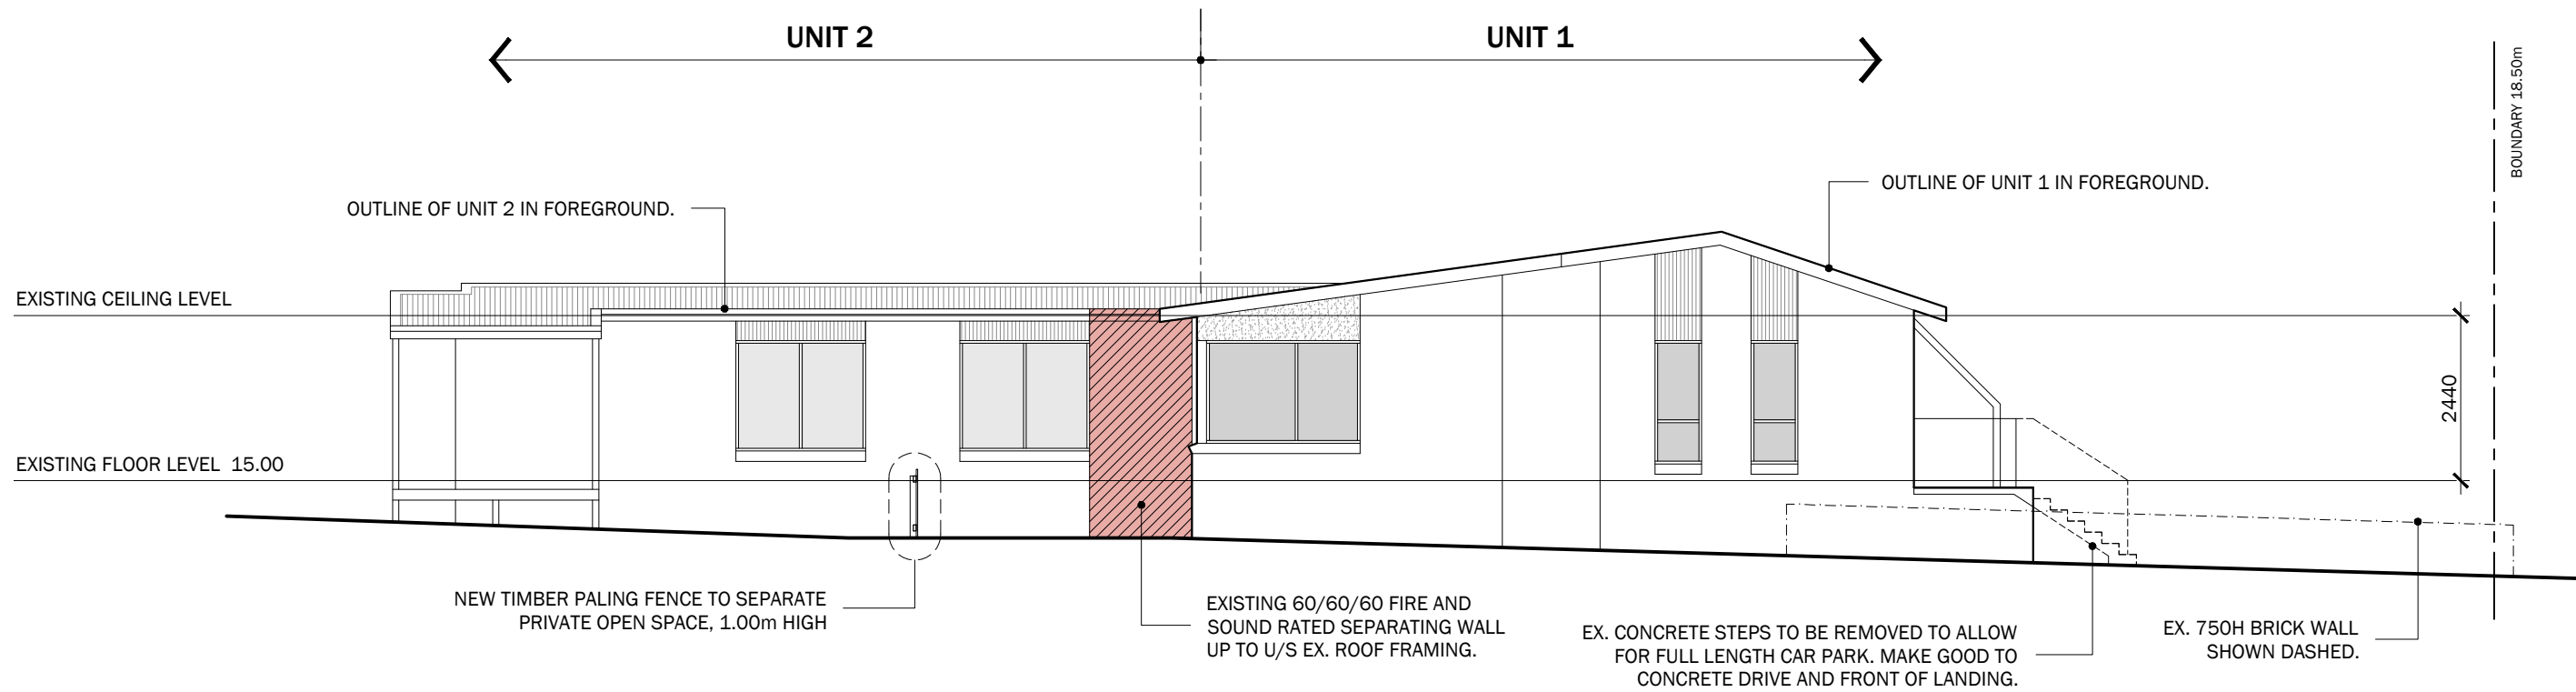 UNIT 2
UNIT 1
BOUNDARY 18.50m
OUTLINE OF UNIT 1 IN FOREGROUND.
OUTLINE OF UNIT 2 IN FOREGROUND.
EXISTING CEILING LEVEL
2440
EXISTING FLOOR LEVEL 15.00
NEW TIMBER PALING FENCE TO SEPARATE
PRIVATE OPEN SPACE, 1.00m HIGH
EXISTING 60/60/60 FIRE AND
SOUND RATED SEPARATING WALL
UP TO U/S EX. ROOF FRAMING.
EX. CONCRETE STEPS TO BE REMOVED TO ALLOW
FOR FULL LENGTH CAR PARK. MAKE GOOD TO
CONCRETE DRIVE AND FRONT OF LANDING.
EX. 750H BRICK WALL
SHOWN DASHED.